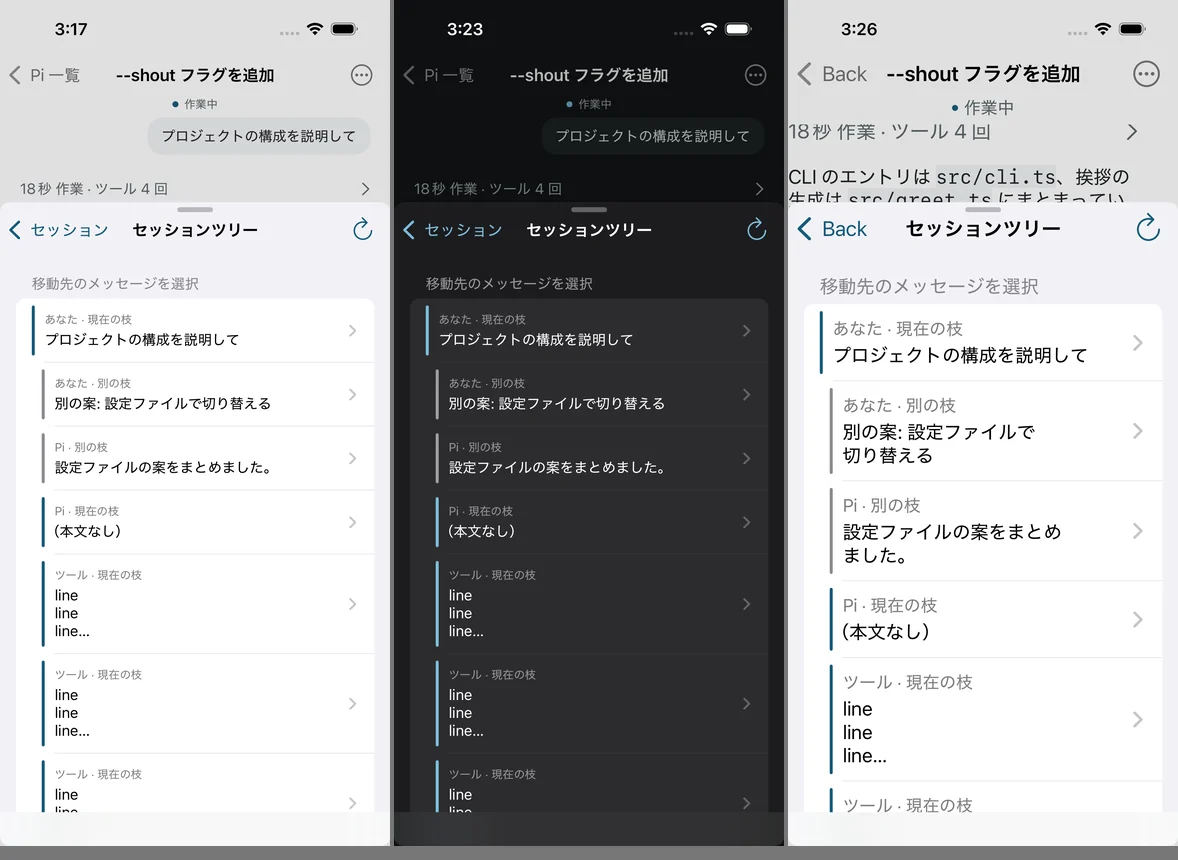 3:17
Pi 一覧
--shout フラグを追加
作業中
プロジェクトの構成を説明して
18秒 作業 · ツール 4 回
セッション
セッションツリー
移動先のメッセージを選択
あなた · 現在の枝
プロジェクトの構成を説明して
あなた · 別の枝
別の案: 設定ファイルで切り替える
Pi · 別の枝
設定ファイルの案をまとめました。
Pi · 現在の枝
(本文なし)
ツール · 現在の枝
line
line
line...
ツール · 現在の枝
line
line
line...
ツール · 現在の枝
line
line
3:23
Pi 一覧
--shout フラグを追加
作業中
プロジェクトの構成を説明して
18秒 作業 · ツール 4 回
セッション
セッションツリー
移動先のメッセージを選択
あなた · 現在の枝
プロジェクトの構成を説明して
あなた · 別の枝
別の案: 設定ファイルで切り替える
Pi · 別の枝
設定ファイルの案をまとめました。
Pi · 現在の枝
(本文なし)
ツール · 現在の枝
line
line
line...
ツール · 現在の枝
line
line
line...
ツール · 現在の枝
line
line
3:26
Back
--shout フラグを追加
作業中
18秒 作業 · ツール 4 回
CLI のエントリは src/cli.ts、挨拶の
生成は src/greet.ts にまとまってい
Back
セッションツリー
移動先のメッセージを選択
あなた · 現在の枝
プロジェクトの構成を説明して
あなた · 別の枝
別の案: 設定ファイルで
切り替える
Pi · 別の枝
設定ファイルの案をまとめ
ました。
Pi · 現在の枝
(本文なし)
ツール · 現在の枝
line
line
line...
ツール · 現在の枝